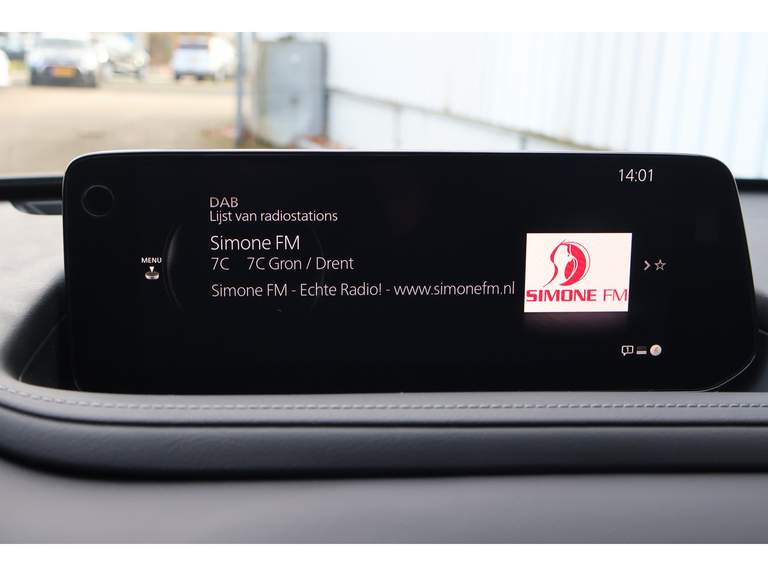 14:01
DAB
Lijst van radiostations
Simone FM
7C 7C Gron / Drent
Simone FM - Echte Radio! - www.simonefm.nl
SIMONE FM
MENU